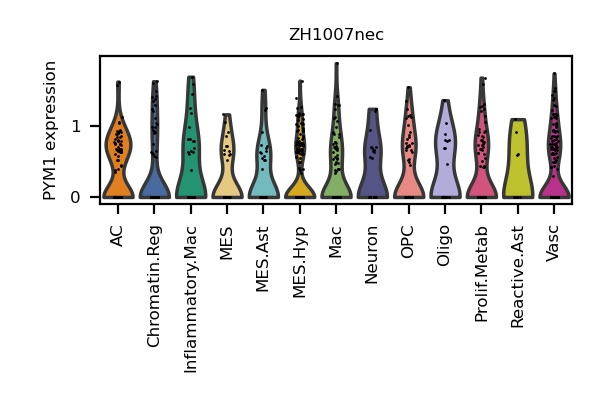 ZH1007nec
PYM1 expression
1
0
AC
Chromatin.Reg
Inflammatory.Mac
MES
MES.Ast
MES.Hyp
Mac
Neuron
OPC
Oligo
Prolif.Metab
Reactive.Ast
Vasc